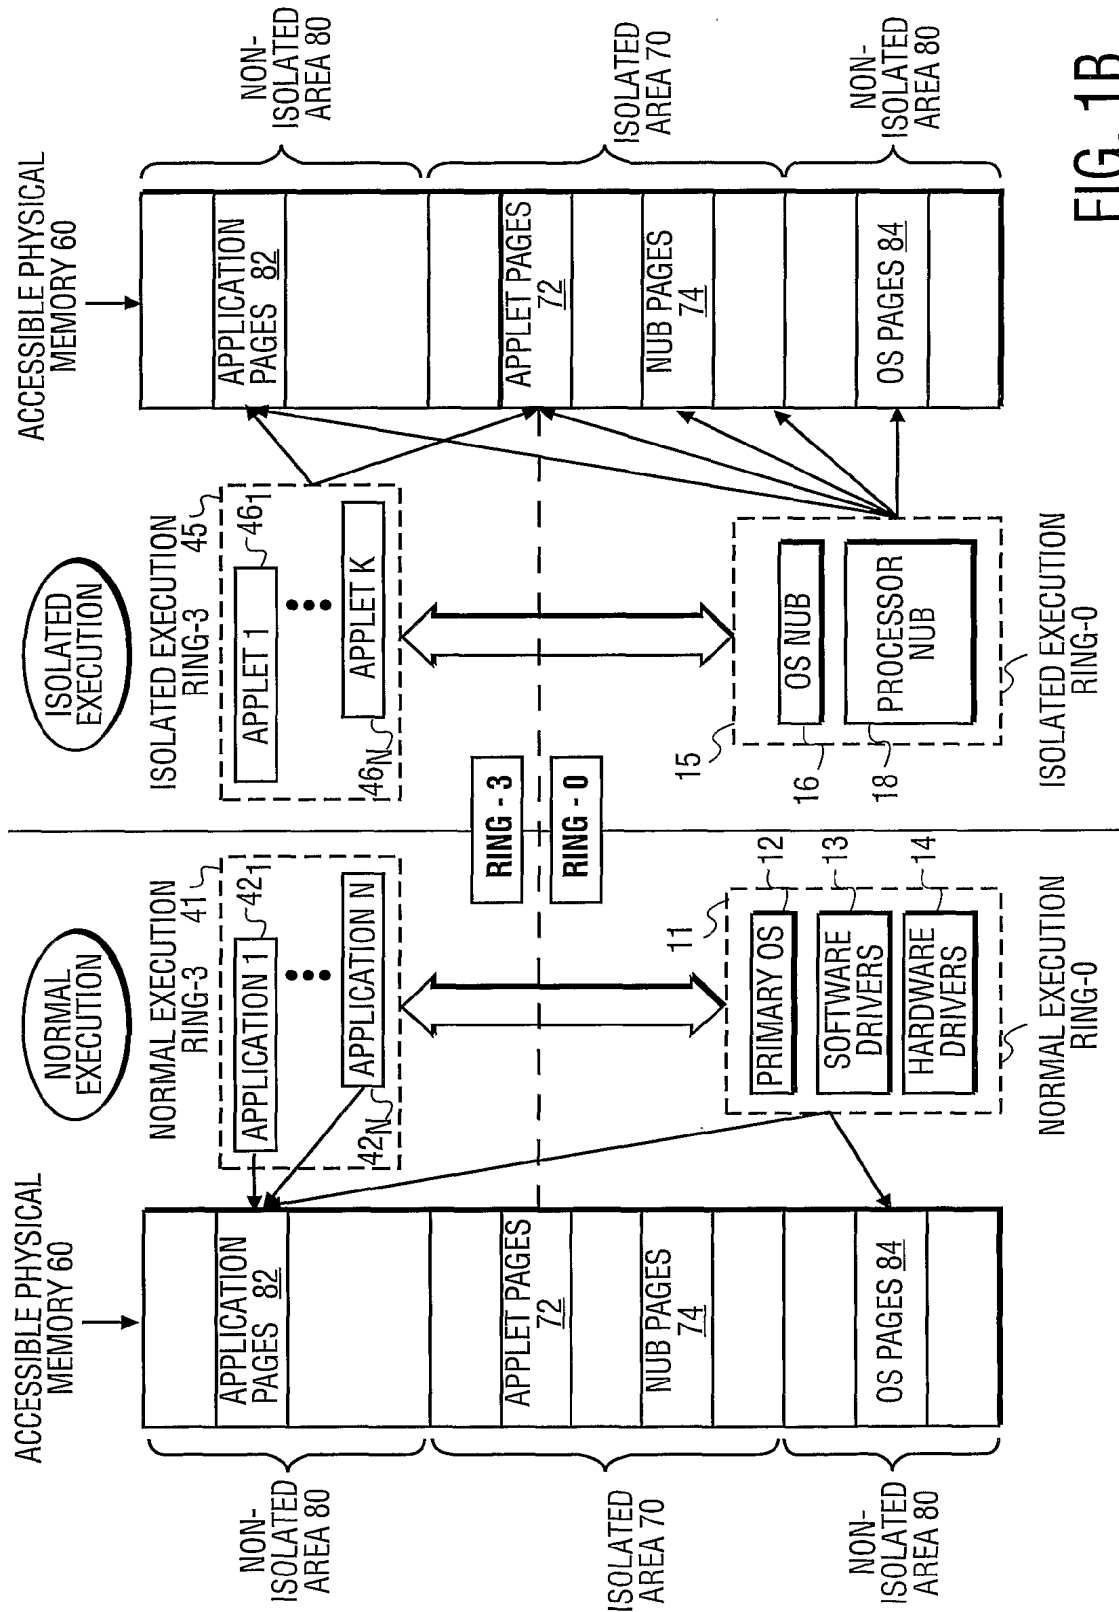 ACCESSIBLE PHYSICAL
MEMORY 60
NON-
ISOLATED
AREA 80
ISOLATED
AREA 70
NON-
ISOLATED
AREA 80
APPLICATION
PAGES 82
APPLET PAGES
72
NUB PAGES
74
OS PAGES 84
NORMAL
EXECUTION
NORMAL EXECUTION
RING-3
41
APPLICATION 1
42 1
APPLICATION N
42 N
RING - 3
RING - 0
11
PRIMARY OS
12
SOFTWARE
DRIVERS
13
HARDWARE
DRIVERS
14
NORMAL EXECUTION
RING-0
ISOLATED
EXECUTION
ISOLATED EXECUTION
RING-3
45
APPLET 1
46 1
APPLET K
46 N
15
OS NUB
16
PROCESSOR
NUB
18
ISOLATED EXECUTION
RING-0
ACCESSIBLE PHYSICAL
MEMORY 60
APPLICATION
PAGES 82
APPLET PAGES
72
NUB PAGES
74
OS PAGES 84
NON-
ISOLATED
AREA 80
ISOLATED
AREA 70
NON-
ISOLATED
AREA 80
FIG. 1B